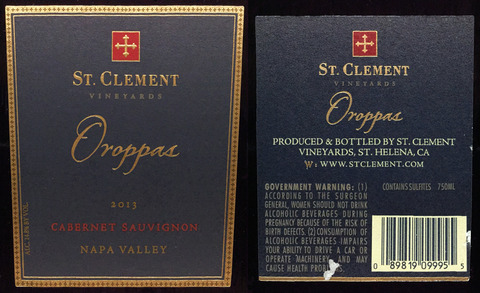 ST. CLEMENT
VINEYARDS
Oroppas
2013
CABERNET SAUVIGNON
NAPA VALLEY
ST. CLEMENT
VINEYARDS
Oroppas
PRODUCED & BOTTLED BY ST. CLEMENT
VINEYARDS, ST. HELENA, CA
W: WWW.STCLEMENT.COM
GOVERNMENT WARNING: (1)
ACCORDING TO THE SURGEON
GENERAL, WOMEN SHOULD NOT DRINK
ALCOHOLIC BEVERAGES DURING
PREGNANCY BECAUSE OF THE RISK OF
BIRTH DEFECTS. (2) CONSUMPTION OF
ALCOHOLIC BEVERAGES IMPAIRS
YOUR ABILITY TO DRIVE A CAR OR
OPERATE MACHINERY, AND MAY
CAUSE HEALTH PROBLEMS.
CONTAINS SULFITES 750ML
0 89819 09995 5